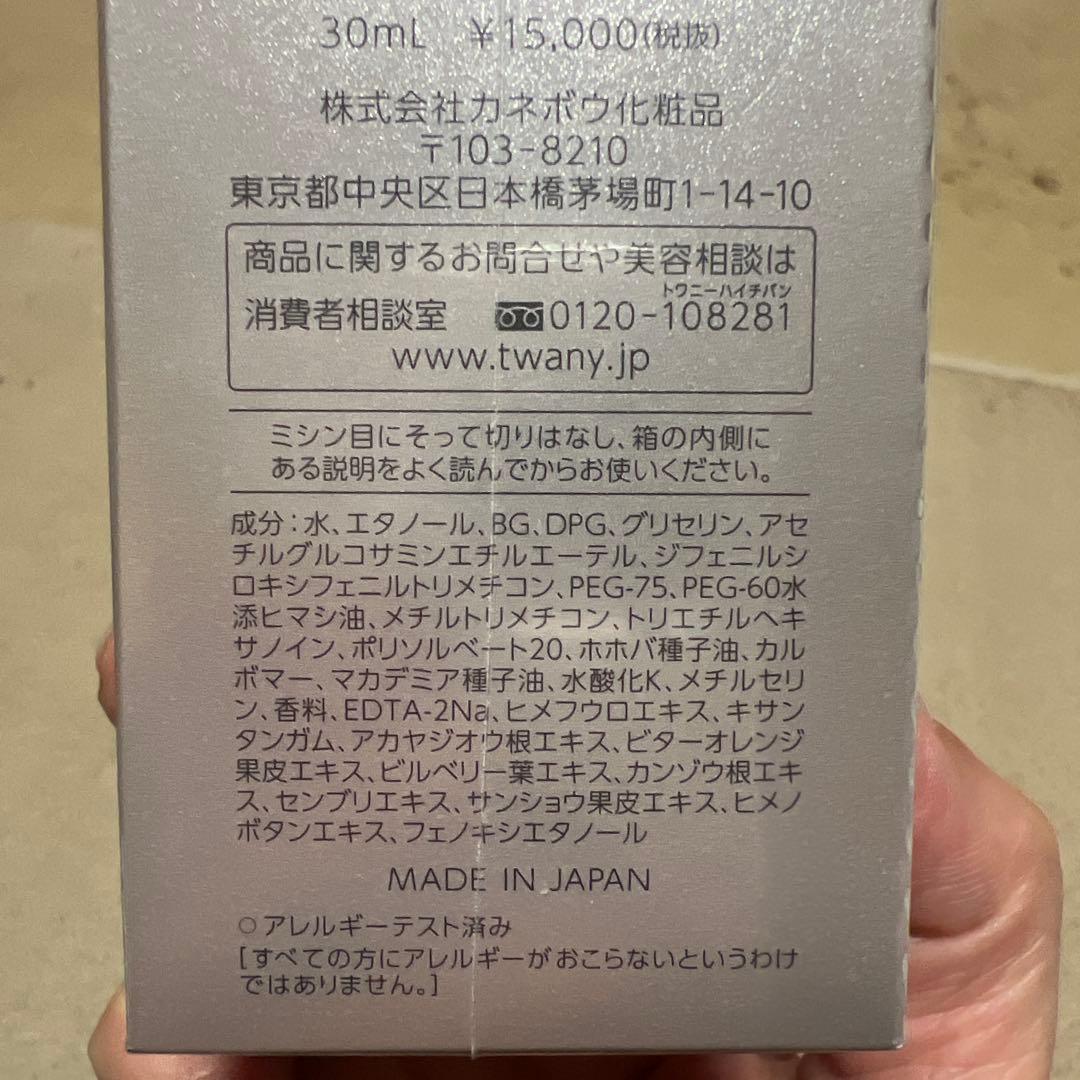 30mL ¥15,000(税抜)
株式会社カネボウ化粧品
〒103-8210
東京都中央区日本橋茅場町1-14-10
商品に関するお問合せや美容相談は
トワニーハイチバン
消費者相談室 0120-108281
www.twany.jp
ミシン目にそって切りはなし、箱の内側に
ある説明をよく読んでからお使いください。
成分:水、エタノール、BG、DPG、グリセリン、アセ
チルグルコサミンエチルエーテル、ジフェニルシ
ロキシフェニルトリメチコン、PEG-75、PEG-60水
添ヒマシ油、メチルトリメチコン、トリエチルヘキ
サノイン、ポリソルベート20、ホホバ種子油、カル
ボマー、マカデミア種子油、水酸化K、メチルセリ
ン、香料、EDTA-2Na、ヒメフウロエキス、キサン
タンガム、アカヤジオウ根エキス、ビターオレンジ
果皮エキス、ビルベリー葉エキス、カンゾウ根エキ
ス、センブリエキス、サンショウ果皮エキス、ヒメノ
ボタンエキス、フェノキシエタノール
MADE IN JAPAN
○アレルギーテスト済み
[すべての方にアレルギーがおこらないというわけ
ではありません。]